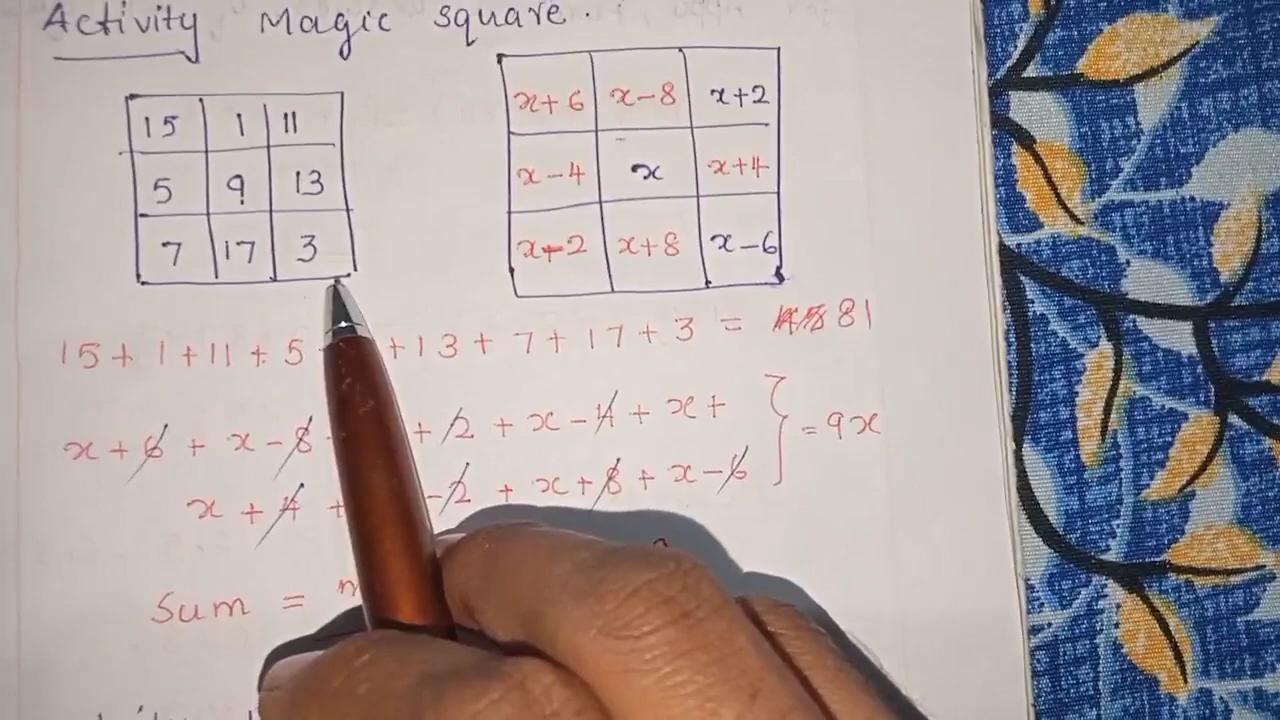 Activity Magic square.
15 1 11
5 9 13
7 17 3
x+6 x-8 x+2
x-4 x x+4
x-2 x+8 x-6
15 + 1 + 11 + 5 + 13 + 7 + 17 + 3 = 81
x + 6 + x - 8 + 2 + x - 4 + x +
x + 4 + - 2 + x + 8 + x - 6 } = 9x
Sum =